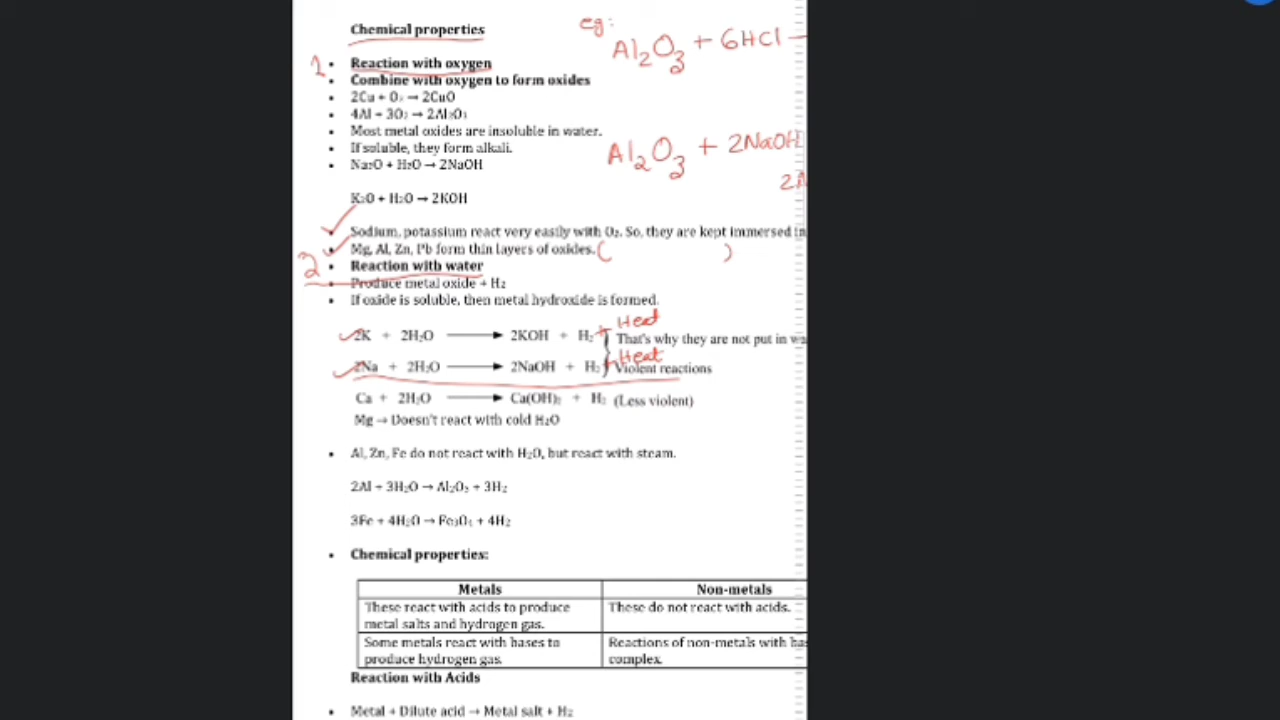 Chemical properties
eg:
Al₂O₃ + 6HCl →
1
• Reaction with oxygen
• Combine with oxygen to form oxides
• 2Cu + O₂ → 2CuO
• 4Al + 3O₂ → 2Al₂O₃
• Most metal oxides are insoluble in water.
• If soluble, they form alkali.
Al₂O₃ + 2NaOH
• Na₂O + H₂O → 2NaOH
K₂O + H₂O → 2KOH
• Sodium, potassium react very easily with O₂. So, they are kept immersed in
• Mg, Al, Zn, Pb form thin layers of oxides. ( )
2
• Reaction with water
• Produce metal oxide + H₂
• If oxide is soluble, then metal hydroxide is formed.
2K + 2H₂O → 2KOH + H₂ + Heat
That's why they are not put in
2Na + 2H₂O → 2NaOH + H₂ + Heat
Violent reactions
Ca + 2H₂O → Ca(OH)₂ + H₂ (Less violent)
Mg → Doesn't react with cold H₂O
• Al, Zn, Fe do not react with H₂O, but react with steam.
2Al + 3H₂O → Al₂O₃ + 3H₂
3Fe + 4H₂O → Fe₃O₄ + 4H₂
• Chemical properties:
Metals Non-metals
These react with acids to produce metal salts and hydrogen gas. These do not react with acids.
Some metals react with bases to produce hydrogen gas. Reactions of non-metals with complex.
Reaction with Acids
• Metal + Dilute acid → Metal salt + H₂